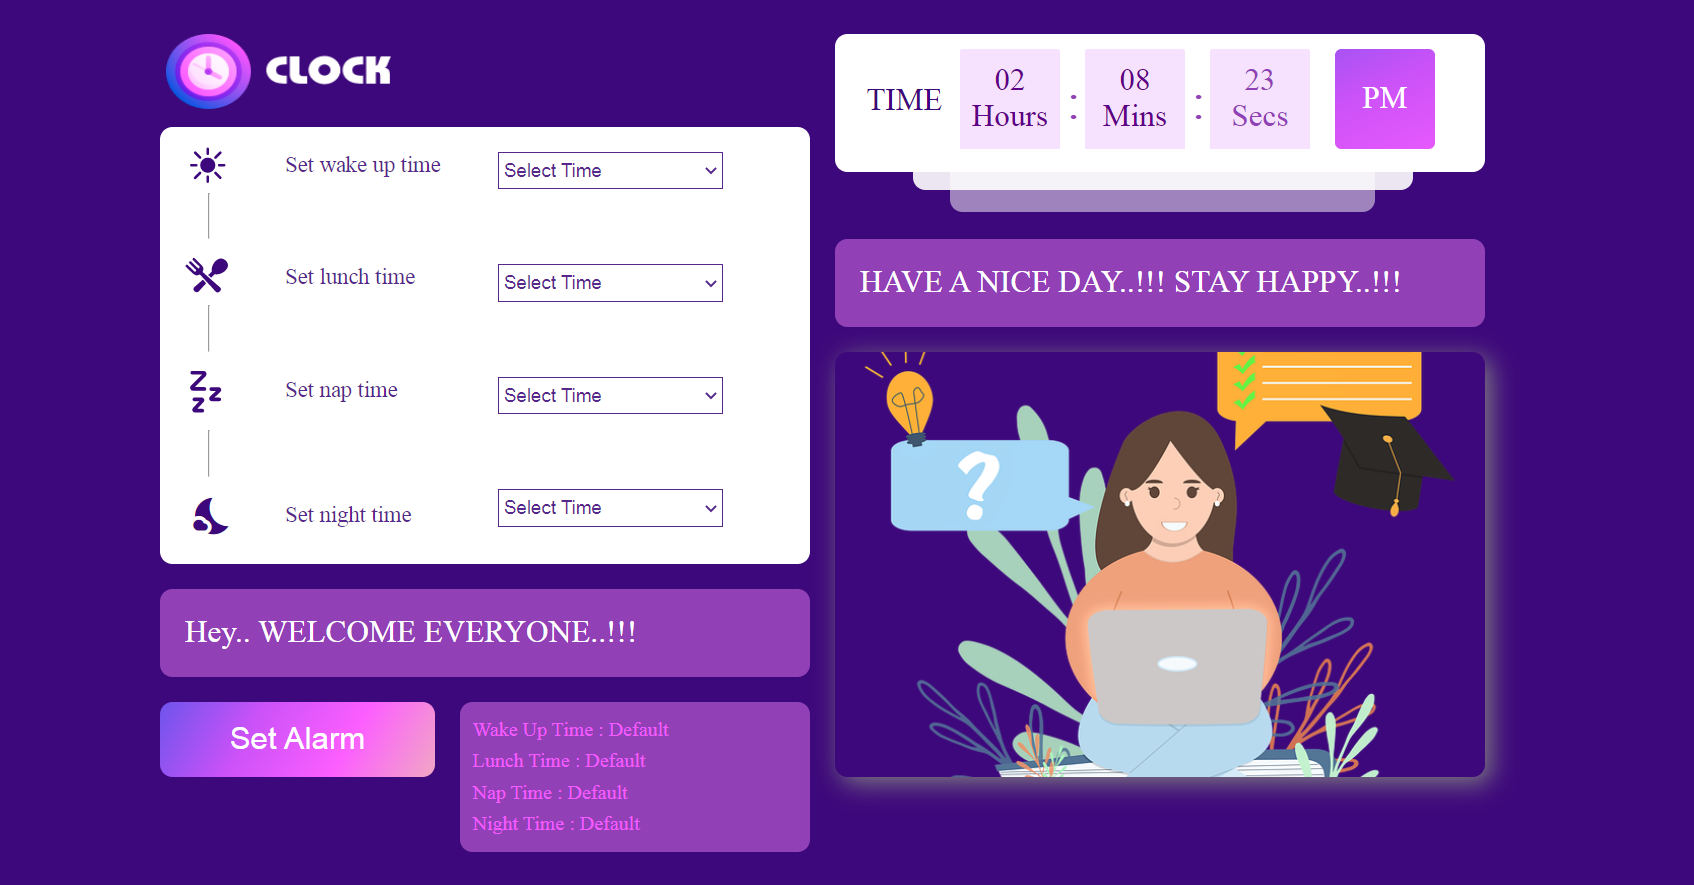 CLOCK
Set wake up time
Select Time
Set lunch time
Select Time
Set nap time
Select Time
Set night time
Select Time
Hey.. WELCOME EVERYONE..!!!
Set Alarm
Wake Up Time : Default
Lunch Time : Default
Nap Time : Default
Night Time : Default
TIME
02
Hours
:
08
Mins
:
23
Secs
PM
HAVE A NICE DAY..!!! STAY HAPPY..!!!
?